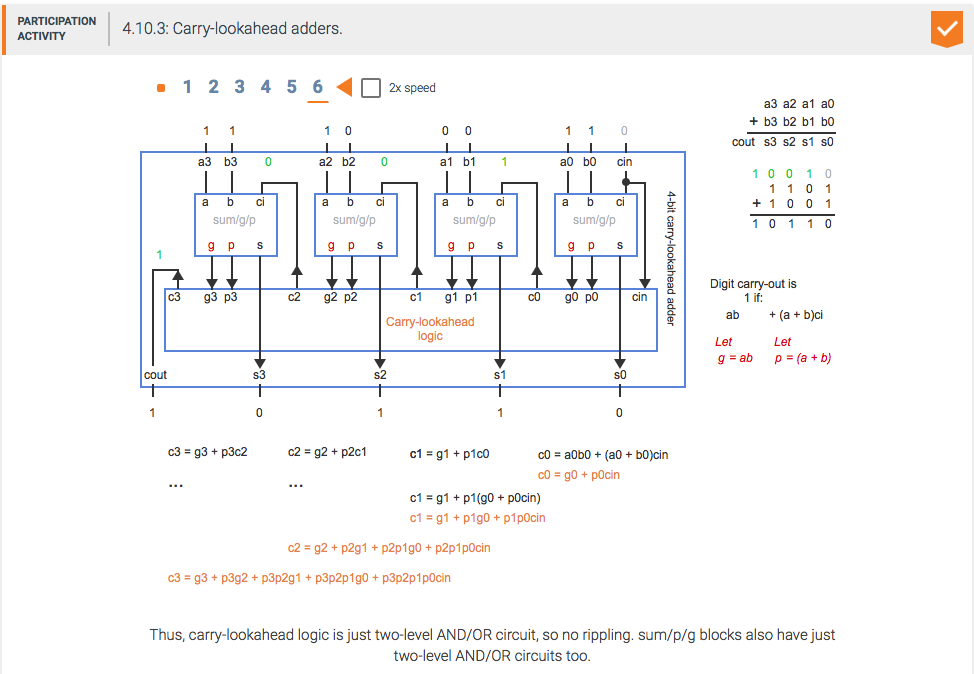 PARTICIPATION
ACTIVITY
4.10.3: Carry-lookahead adders.
1 2 3 4 5 6 2x speed
a3 a2 a1 a0
+ b3 b2 b1 b0
cout s3 s2 s1 s0
1 0 0 1 0
1 1 0 1
+ 1 0 0 1
1 0 1 1 0
1 1 1 0 0 0 1 1 0
a3 b3 0 a2 b2 0 a1 b1 1 a0 b0 cin
a b ci a b ci a b ci a b ci
sum/g/p sum/g/p sum/g/p sum/g/p
g p s g p s g p s g p s
1
c3 g3 p3 c2 g2 p2 c1 g1 p1 c0 g0 p0 cin
Carry-lookahead
logic
4-bit carry-lookahead adder
cout s3 s2 s1 s0
1 0 1 1 0
Digit carry-out is
1 if:
ab + (a + b)ci
Let Let
g = ab p = (a + b)
c3 = g3 + p3c2 c2 = g2 + p2c1 c1 = g1 + p1c0 c0 = a0b0 + (a0 + b0)cin
c0 = g0 + p0cin
... ...
c1 = g1 + p1(g0 + p0cin)
c1 = g1 + p1g0 + p1p0cin
c2 = g2 + p2g1 + p2p1g0 + p2p1p0cin
c3 = g3 + p3g2 + p3p2g1 + p3p2p1g0 + p3p2p1p0cin
Thus, carry-lookahead logic is just two-level AND/OR circuit, so no rippling. sum/p/g blocks also have just
two-level AND/OR circuits too.